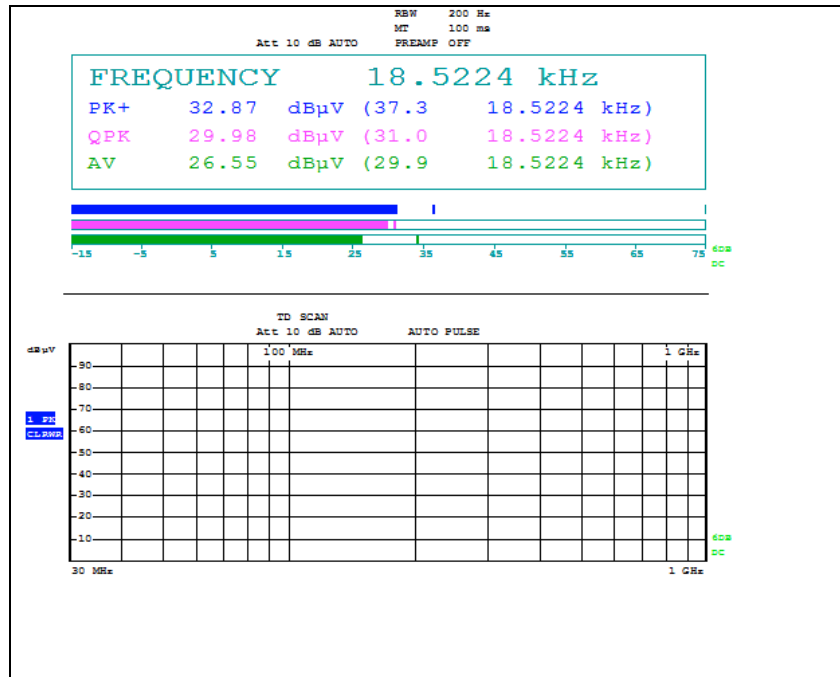 RBW 200 Hz
MT 100 ms
Att 10 dB AUTO PREAMP OFF
FREQUENCY 18.5224 kHz
PK+ 32.87 dBµV (37.3 18.5224 kHz)
QPK 29.98 dBµV (31.0 18.5224 kHz)
AV 26.55 dBµV (29.9 18.5224 kHz)
-15 -5 5 15 25 35 45 55 65 75
6DB
DC
TD SCAN
Att 10 dB AUTO AUTO PULSE
dBµV
100 MHz 1 GHz
90
80
70
1 PK
CLRWR
60
50
40
30
20
10
6DB
DC
30 MHz 1 GHz